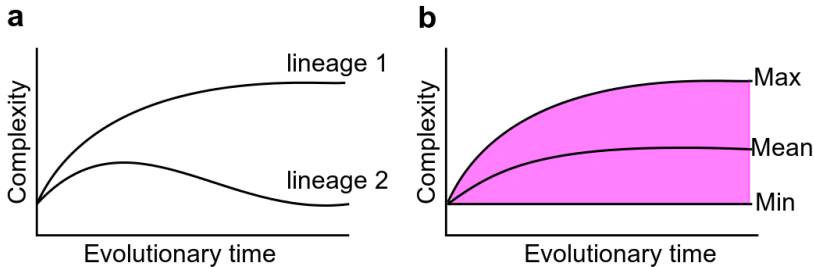 a
Complexity
lineage 1
lineage 2
Evolutionary time
b
Complexity
Max
Mean
Min
Evolutionary time